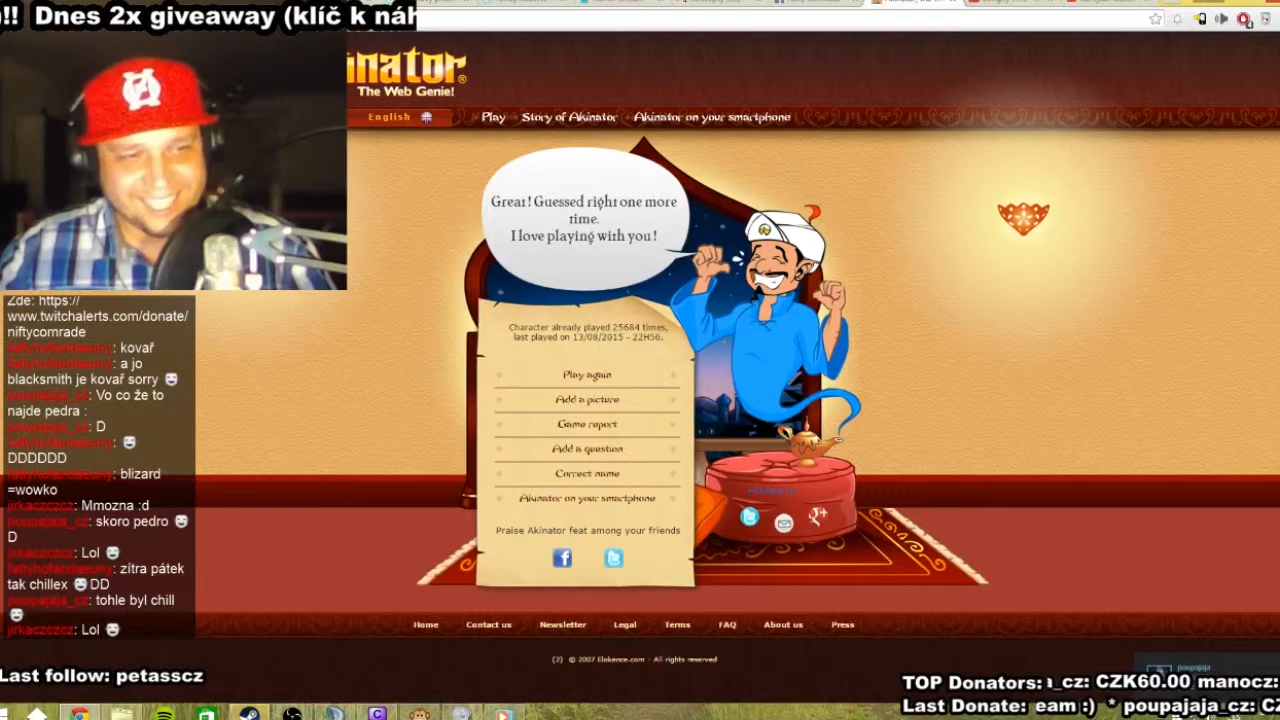 !! Dnes 2x giveaway (klíč k náh
inator®
The Web Genie!
English
Play
Story of Akinator
Akinator on your smartphone
Great! Guessed right one more
time.
I love playing with you!
Character already played 25684 times,
last played on 13/08/2015 - 22H56.
Play again
Add a picture
Game report
Add a question
Correct name
Akinator on your smartphone
Praise Akinator feat among your friends
Zde: https://
www.twitchalerts.com/donate/
niftycomrade
: kovař
: a jo
blacksmith je kovař sorry
poupajaja_cz: Vo co že to
najde pedra :
poupajaja_cz: D
DDDDDD
: blizard
=wowko
jirkaczczcz: Mmozna :d
poupajaja_cz: skoro pedro
D
jirkaczczcz: Lol
: zítra pátek
tak chillex DD
poupajaja_cz: tohle byl chill
jirkaczczcz: Lol
Home
Contact us
Newsletter
Legal
Terms
FAQ
About us
Press
(2) © 2007 Elokence.com - All rights reserved
Last follow: petasscz
poupajaja
TOP Donators: _cz: CZK60.00 manocz:
Last Donate: eam :) * poupajaja_cz: CZ